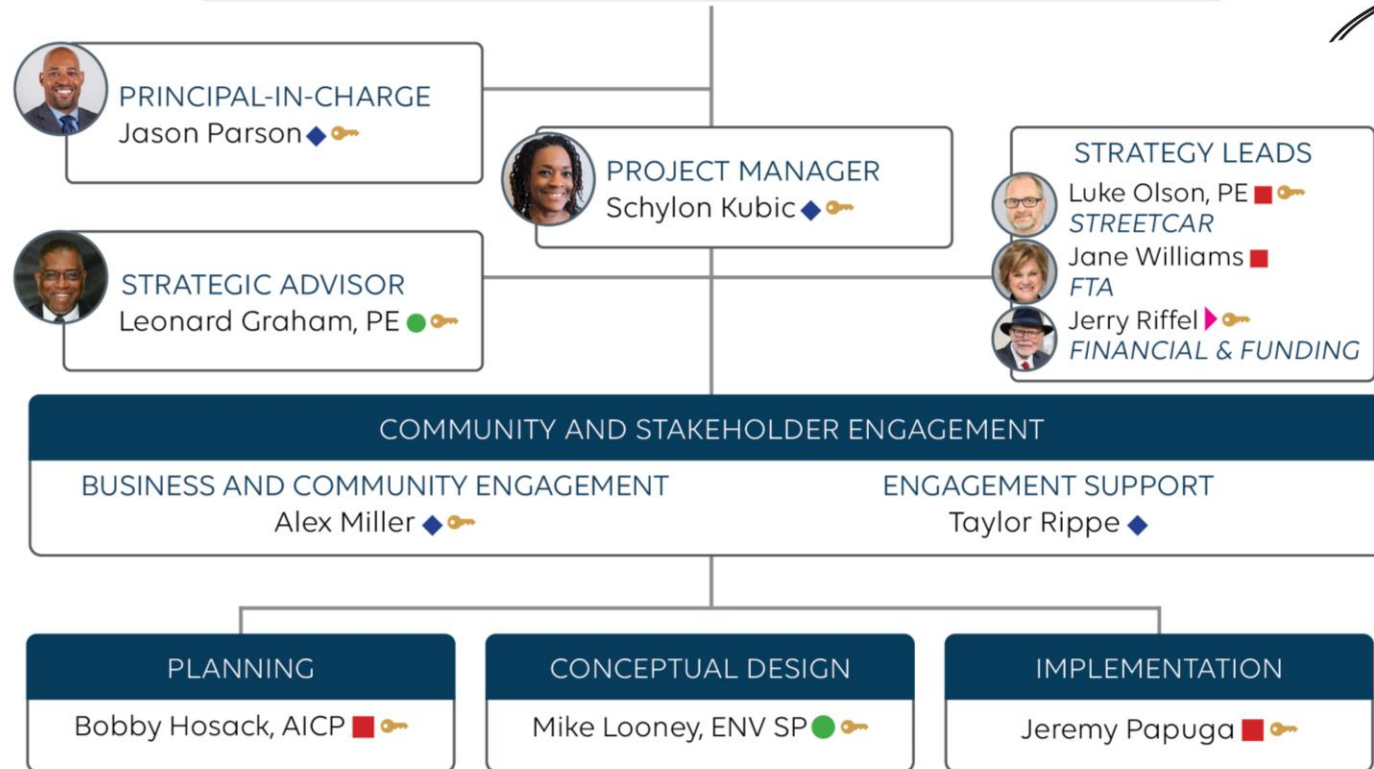 PRINCIPAL-IN-CHARGE
Jason Parson
PROJECT MANAGER
Schylon Kubic
STRATEGIC ADVISOR
Leonard Graham, PE
STRATEGY LEADS
Luke Olson, PE
STREETCAR
Jane Williams
FTA
Jerry Riffel
FINANCIAL & FUNDING
COMMUNITY AND STAKEHOLDER ENGAGEMENT
BUSINESS AND COMMUNITY ENGAGEMENT
Alex Miller
ENGAGEMENT SUPPORT
Taylor Rippe
PLANNING
Bobby Hosack, AICP
CONCEPTUAL DESIGN
Mike Looney, ENV SP
IMPLEMENTATION
Jeremy Papuga